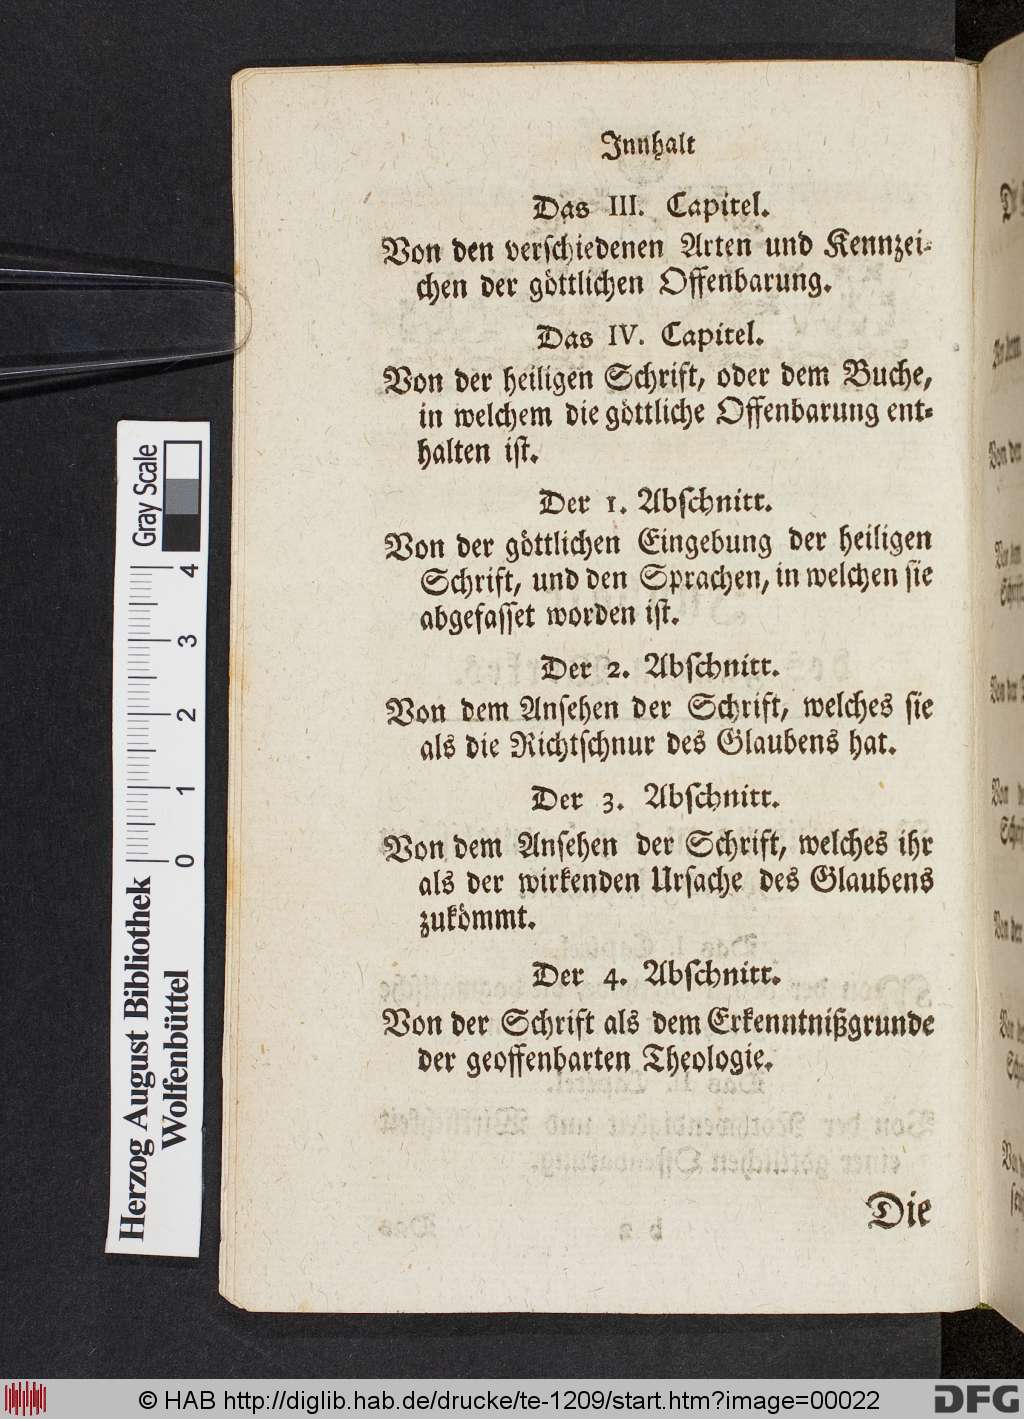 Innhalt
Das III. Capitel.
Von den verschiedenen Arten und Kennzei-
chen der göttlichen Offenbarung.
Das IV. Capitel.
Von der heiligen Schrift, oder dem Buche,
in welchem die göttliche Offenbarung ent-
halten ist.
Der 1. Abschnitt.
Von der göttlichen Eingebung der heiligen
Schrift, und den Sprachen, in welchen sie
abgefasset worden ist.
Der 2. Abschnitt.
Von dem Ansehen der Schrift, welches sie
als die Richtschnur des Glaubens hat.
Der 3. Abschnitt.
Von dem Ansehen der Schrift, welches ihr
als der wirkenden Ursache des Glaubens
zukömmt.
Der 4. Abschnitt.
Von der Schrift als dem Erkenntnißgrunde
der geoffenbarten Theologie.
Die
Herzog August Bibliothek
Wolfenbüttel
0 1 2 3 4
Gray Scale
© HAB http://diglib.hab.de/drucke/te-1209/start.htm?image=00022
DFG